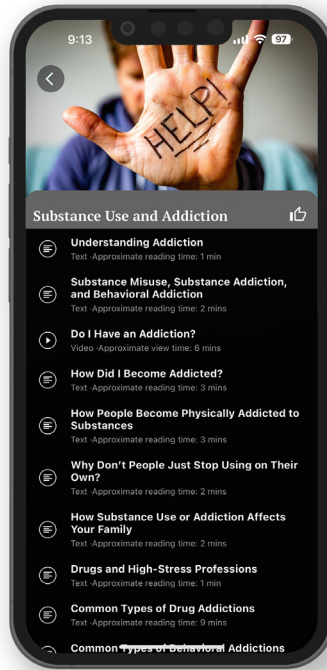 9:13
97
HELP!
Substance Use and Addiction
Understanding Addiction
Text -Approximate reading time: 1 min
Substance Misuse, Substance Addiction,
and Behavioral Addiction
Text -Approximate reading time: 2 mins
Do I Have an Addiction?
Video -Approximate view time: 6 mins
How Did I Become Addicted?
Text -Approximate reading time: 3 mins
How People Become Physically Addicted to
Substances
Text -Approximate reading time: 3 mins
Why Don't People Just Stop Using on Their
Own?
Text -Approximate reading time: 2 mins
How Substance Use or Addiction Affects
Your Family
Text -Approximate reading time: 2 mins
Drugs and High-Stress Professions
Text -Approximate reading time: 1 min
Common Types of Drug Addictions
Text -Approximate reading time: 9 mins
Common Types of Behavioral Addictions